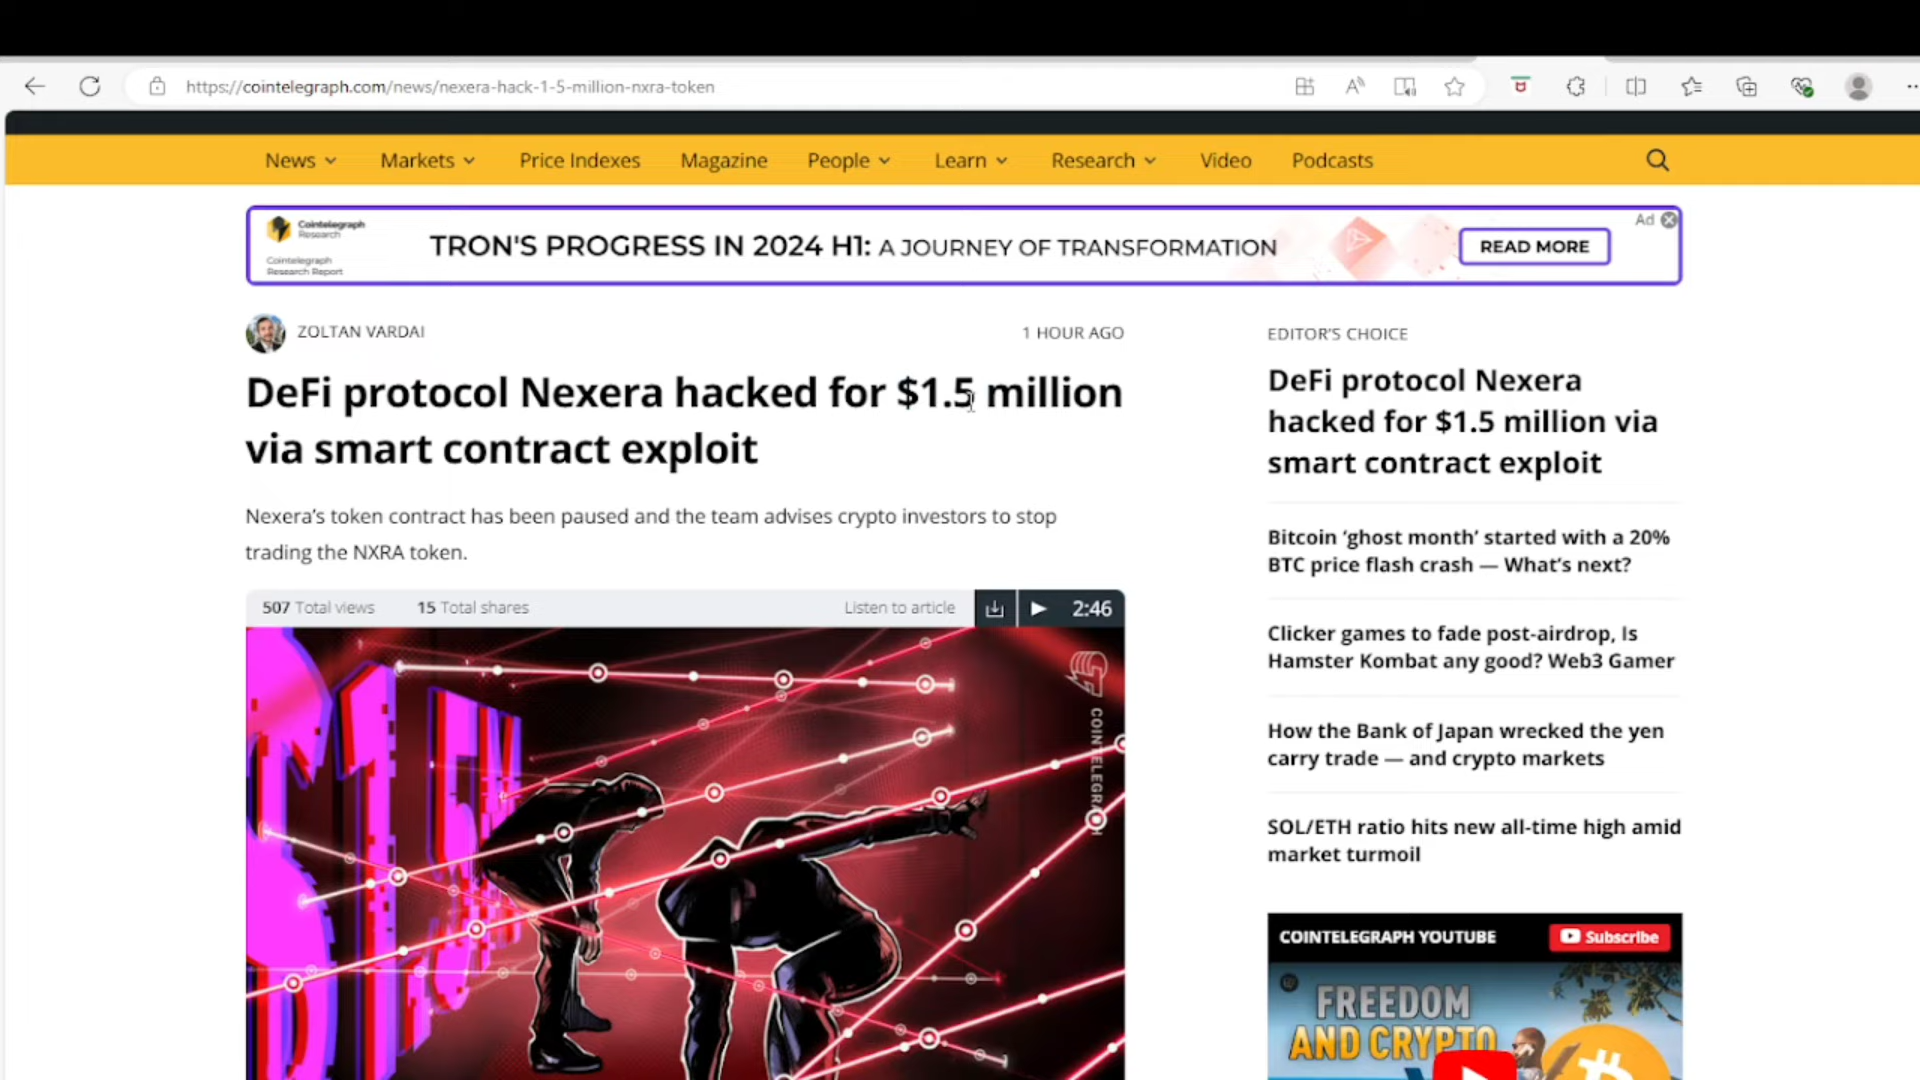 https://cointelegraph.com/news/nexera-hack-1-5-million-nxra-token
News Markets Price Indexes Magazine People Learn Research Video Podcasts
Cointelegraph
Research
Cointelegraph
Research Report
TRON'S PROGRESS IN 2024 H1: A JOURNEY OF TRANSFORMATION
READ MORE
Ad
ZOLTAN VARDAI
1 HOUR AGO
DeFi protocol Nexera hacked for $1.5 million
via smart contract exploit
Nexera’s token contract has been paused and the team advises crypto investors to stop
trading the NXRA token.
507 Total views 15 Total shares
Listen to article
2:46
COINTELEGRAPH
EDITOR’S CHOICE
DeFi protocol Nexera
hacked for $1.5 million via
smart contract exploit
Bitcoin ‘ghost month’ started with a 20%
BTC price flash crash — What’s next?
Clicker games to fade post-airdrop, Is
Hamster Kombat any good? Web3 Gamer
How the Bank of Japan wrecked the yen
carry trade — and crypto markets
SOL/ETH ratio hits new all-time high amid
market turmoil
COINTELEGRAPH YOUTUBE
Subscribe
FREEDOM
AND CRYPTO